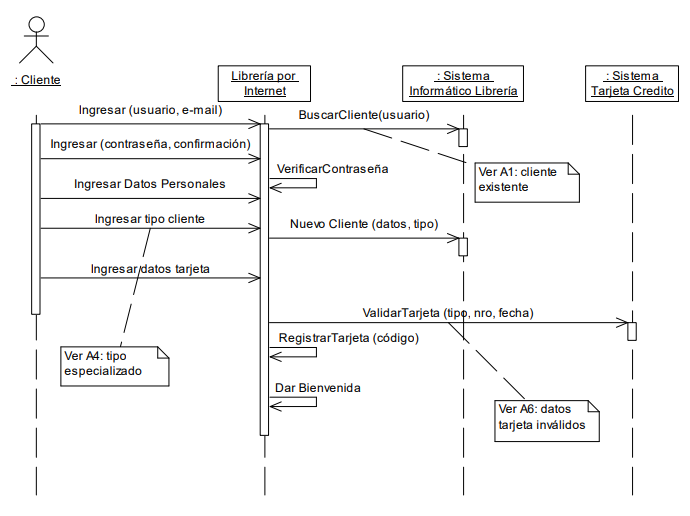 : Cliente
Librería por
Internet
: Sistema
Informático Librería
: Sistema
Tarjeta Credito
Ingresar (usuario, e-mail)
BuscarCliente(usuario)
Ingresar (contraseña, confirmación)
VerificarContraseña
Ver A1: cliente
existente
Ingresar Datos Personales
Ingresar tipo cliente
Nuevo Cliente (datos, tipo)
Ingresar datos tarjeta
ValidarTarjeta (tipo, nro, fecha)
RegistrarTarjeta (código)
Ver A4: tipo
especializado
Dar Bienvenida
Ver A6: datos
tarjeta inválidos